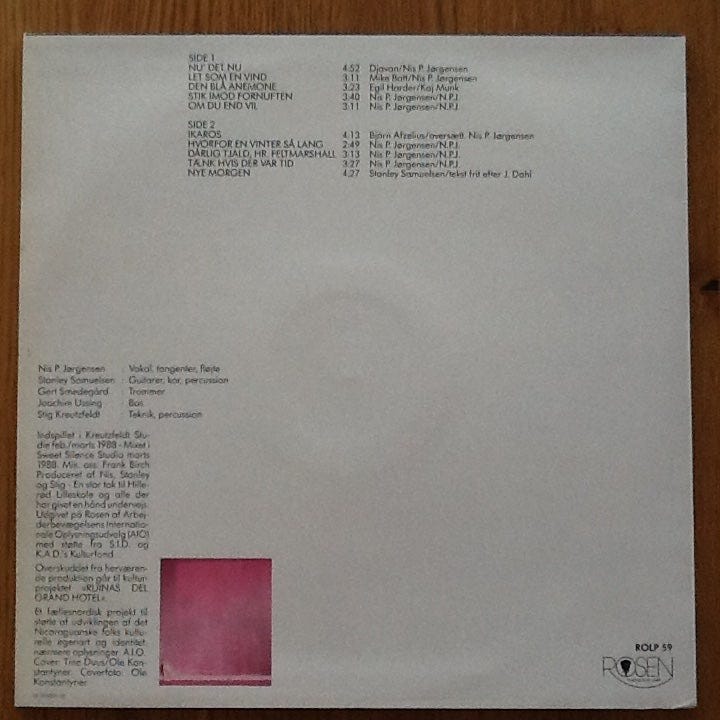 SIDE 1
NU' DET NU 4:52 Djavan/Nis P. Jørgensen
LET SOM EN VIND 3:11 Mike Batt/Nis P. Jørgensen
DEN BLÅ ANEMONE 3:23 Egil Harder/Kaj Munk
STIK IMOD FORNUFTEN 3:40 Nis P. Jørgensen/N.P.J.
OM DU END VIL 3:11 Nis P. Jørgensen/N.P.J.
SIDE 2
IKAROS 4:13 Bjørn Afzelius/oversætt. Nis P. Jørgensen
HVORFOR EN VINTER SÅ LANG 2:49 Nis P. Jørgensen/N.P.J.
DÅRLIG TJALD, HR. FELTMARSHALL 3:13 Nis P. Jørgensen/N.P.J.
TÆNK HVIS DER VAR TID 3:27 Nis P. Jørgensen/N.P.J.
NYE MORGEN 4:27 Stanley Samuelsen/tekst frit efter J. Dahl
Nis P. Jørgensen : Vokal, tangenter, fløjte
Stanley Samuelsen : Guitarer, kor, percussion
Gert Smedegård : Trommer
Joachim Ussing : Bas
Stig Kreutzfeldt : Teknik, percussion
Indspillet i Kreutzfeldt Stu-
die feb./marts 1988 - Mixet i
Sweet Silence Studio marts
1988. Mix. ass. Frank Birch
Produceret af Nis, Stanley
og Stig - En stor tak til Hille-
rød Lilleskole og alle der
har givet en hånd undervejs.
Udgivet på Rosen af Arbej-
derbevægelsens Internatio-
nale Oplysningsudvalg (AIO)
med støtte fra S.I.D. og
K.A.D.'s Kulturfond.
Overskuddet fra herværen-
de produktion går til kultur-
projektet »RUINAS DEL
GRAND HOTEL«.
Et fællesnordisk projekt til
støtte af udviklingen af det
Nicaraguanske folks kultu-
relle egenart og identitet.
nærmere oplysninger: A.I.O.
Cover: Tine Duus/Ole Kon-
stantyner. Coverfoto: Ole
Konstantyner
ROLP 59
ROSEN